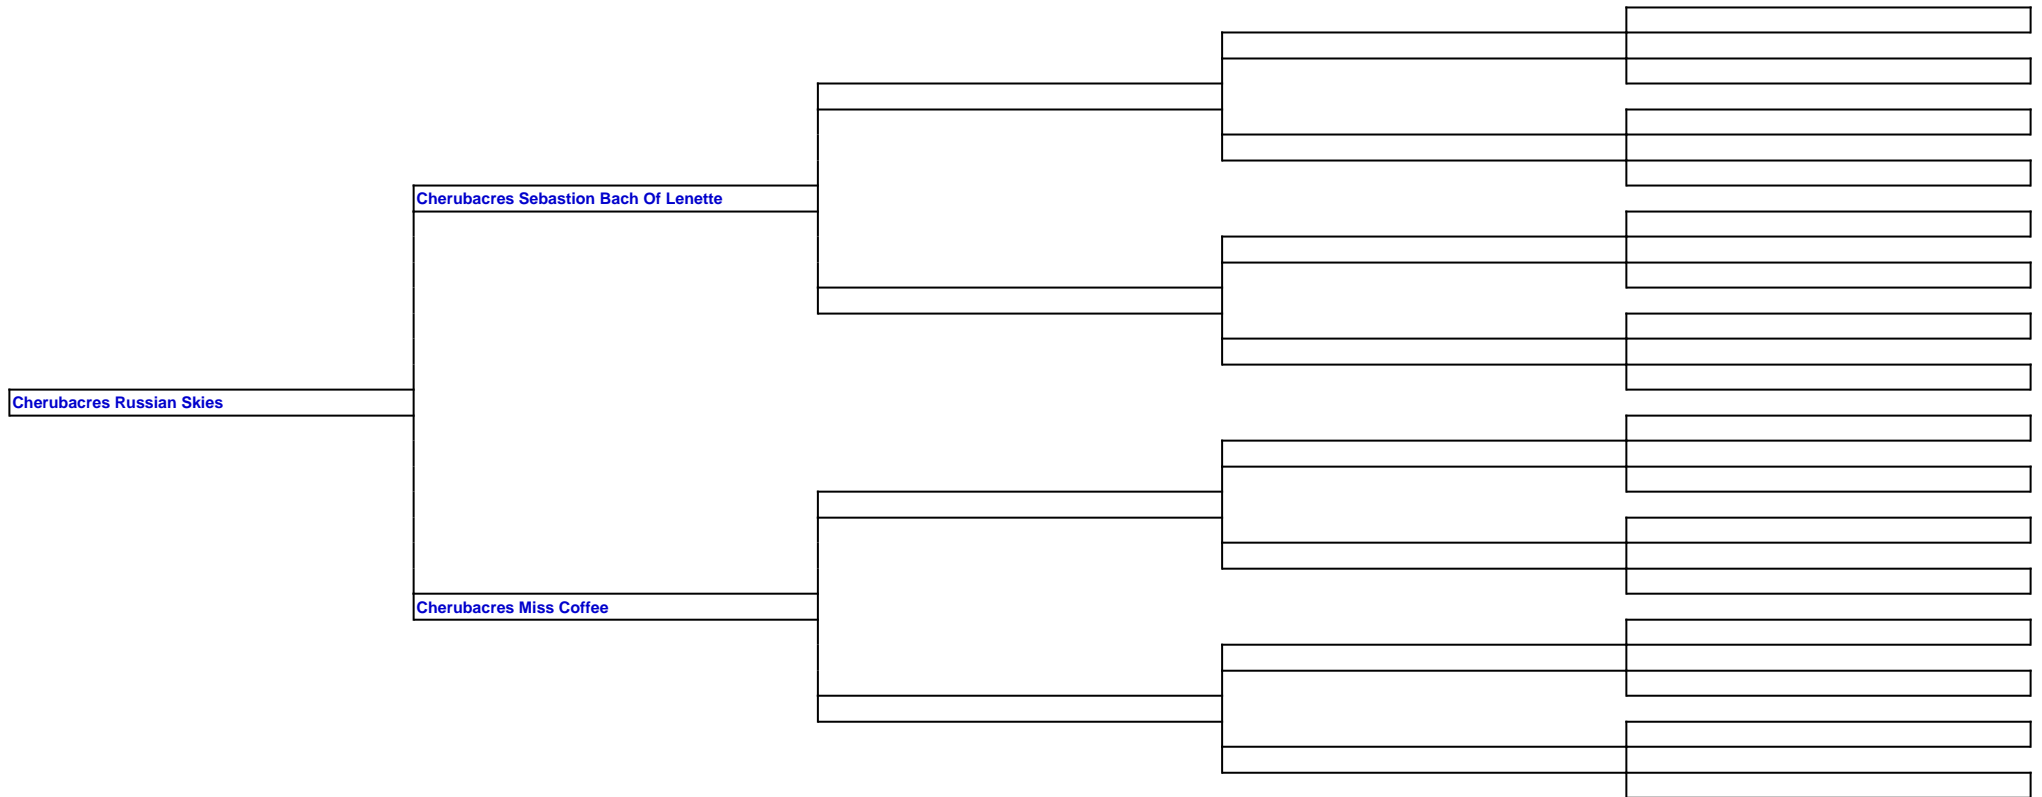 Cherubacres Sebastion Bach Of Lenette
Cherubacres Russian Skies
Cherubacres Miss Coffee